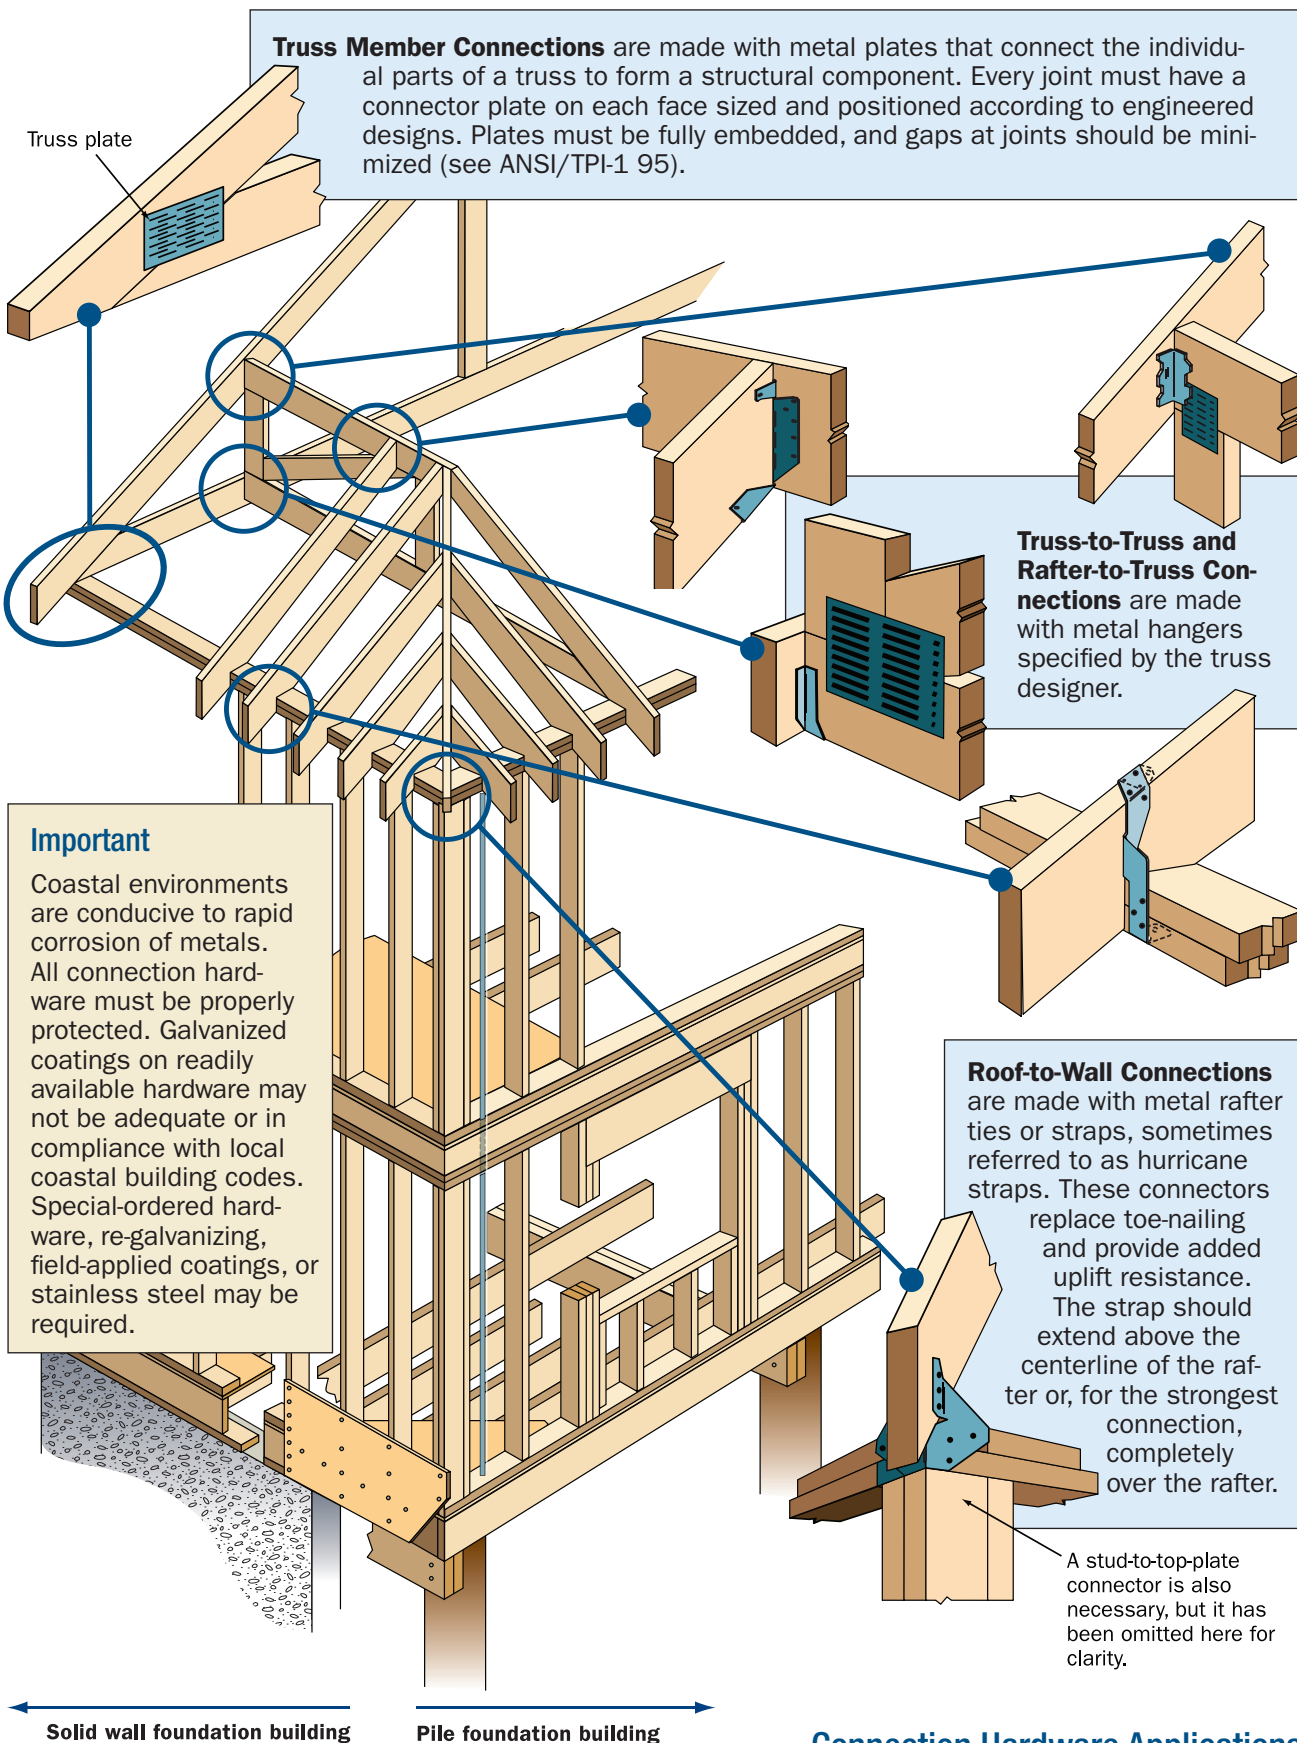 Truss Member Connections are made with metal plates that connect the individu-
al parts of a truss to form a structural component. Every joint must have a
connector plate on each face sized and positioned according to engineered
designs. Plates must be fully embedded, and gaps at joints should be mini-
mized (see ANSI/TPI-1 95).
Truss plate
Truss-to-Truss and
Rafter-to-Truss Con-
nections are made
with metal hangers
specified by the truss
designer.
Important
Coastal environments
are conducive to rapid
corrosion of metals.
All connection hard-
ware must be properly
protected. Galvanized
coatings on readily
available hardware may
not be adequate or in
compliance with local
coastal building codes.
Special-ordered hard-
ware, re-galvanizing,
field-applied coatings, or
stainless steel may be
required.
Roof-to-Wall Connections
are made with metal rafter
ties or straps, sometimes
referred to as hurricane
straps. These connectors
replace toe-nailing
and provide added
uplift resistance.
The strap should
extend above the
centerline of the raf-
ter or, for the strongest
connection,
completely
over the rafter.
A stud-to-top-plate
connector is also
necessary, but it has
been omitted here for
clarity.
Solid wall foundation building
Pile foundation building
Connection Hardware Applications